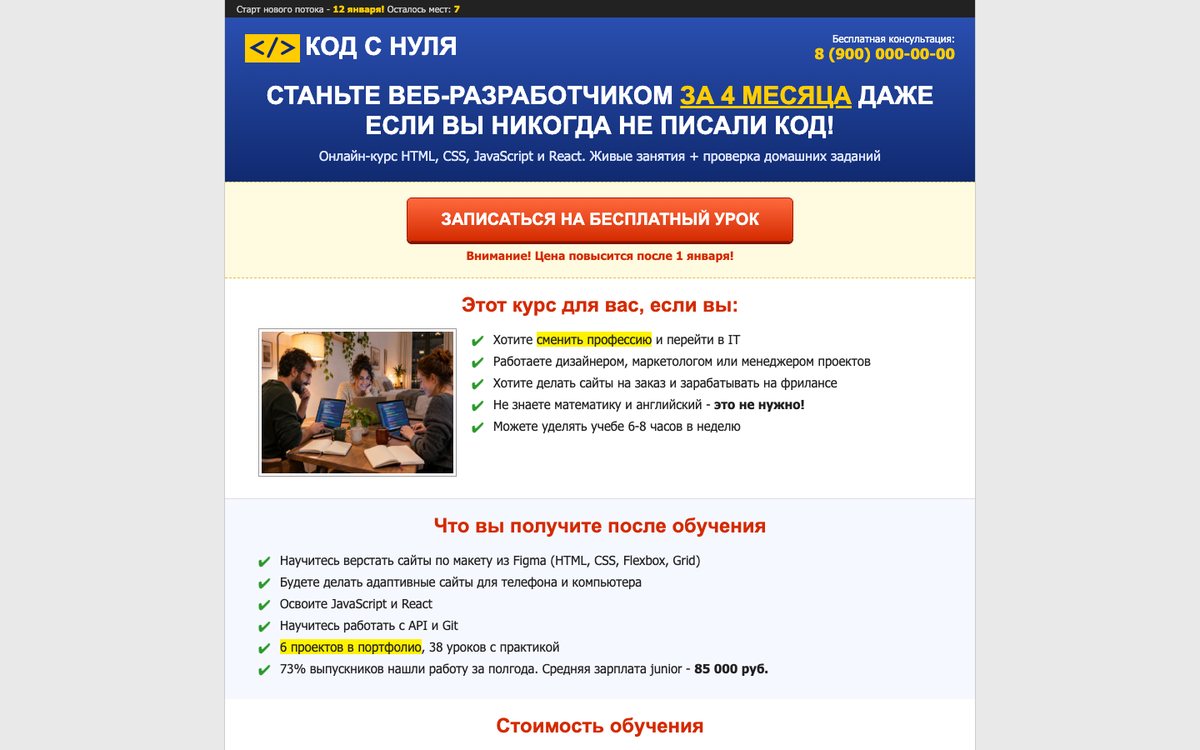 Старт нового потока - 12 января! Осталось мест: 7
</> КОД С НУЛЯ
Бесплатная консультация:
8 (900) 000-00-00
СТАНЬТЕ ВЕБ-РАЗРАБОТЧИКОМ ЗА 4 МЕСЯЦА ДАЖЕ
ЕСЛИ ВЫ НИКОГДА НЕ ПИСАЛИ КОД!
Онлайн-курс HTML, CSS, JavaScript и React. Живые занятия + проверка домашних заданий
ЗАПИСАТЬСЯ НА БЕСПЛАТНЫЙ УРОК
Внимание! Цена повысится после 1 января!
Этот курс для вас, если вы:
✔ Хотите сменить профессию и перейти в IT
✔ Работаете дизайнером, маркетологом или менеджером проектов
✔ Хотите делать сайты на заказ и зарабатывать на фрилансе
✔ Не знаете математику и английский - это не нужно!
✔ Можете уделять учебе 6-8 часов в неделю
Что вы получите после обучения
✔ Научитесь верстать сайты по макету из Figma (HTML, CSS, Flexbox, Grid)
✔ Будете делать адаптивные сайты для телефона и компьютера
✔ Освоите JavaScript и React
✔ Научитесь работать с API и Git
✔ 6 проектов в портфолио, 38 уроков с практикой
✔ 73% выпускников нашли работу за полгода. Средняя зарплата junior - 85 000 руб.
Стоимость обучения